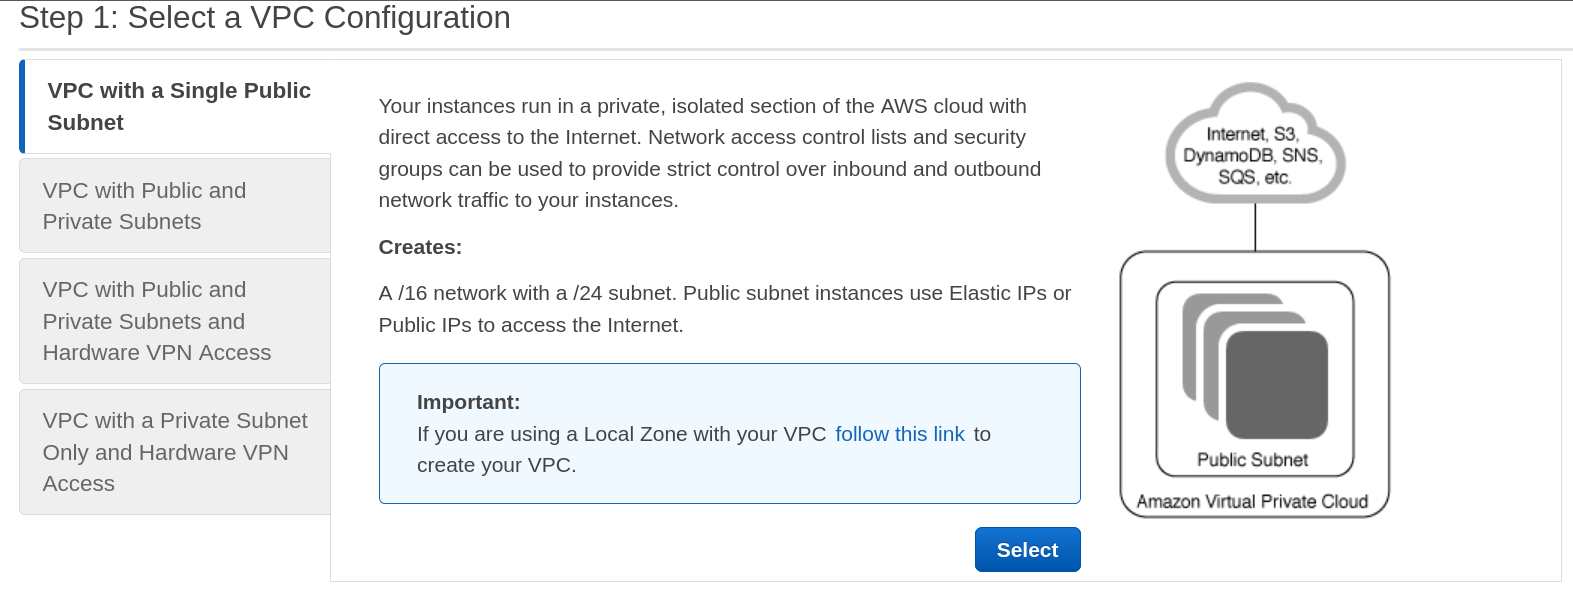 Step 1: Select a VPC Configuration
VPC with a Single Public
Subnet
VPC with Public and
Private Subnets
VPC with Public and
Private Subnets and
Hardware VPN Access
VPC with a Private Subnet
Only and Hardware VPN
Access
Your instances run in a private, isolated section of the AWS cloud with
direct access to the Internet. Network access control lists and security
groups can be used to provide strict control over inbound and outbound
network traffic to your instances.
Creates:
A /16 network with a /24 subnet. Public subnet instances use Elastic IPs or
Public IPs to access the Internet.
Important:
If you are using a Local Zone with your VPC follow this link to
create your VPC.
Select
Internet, S3,
DynamoDB, SNS,
SQS, etc.
Public Subnet
Amazon Virtual Private Cloud